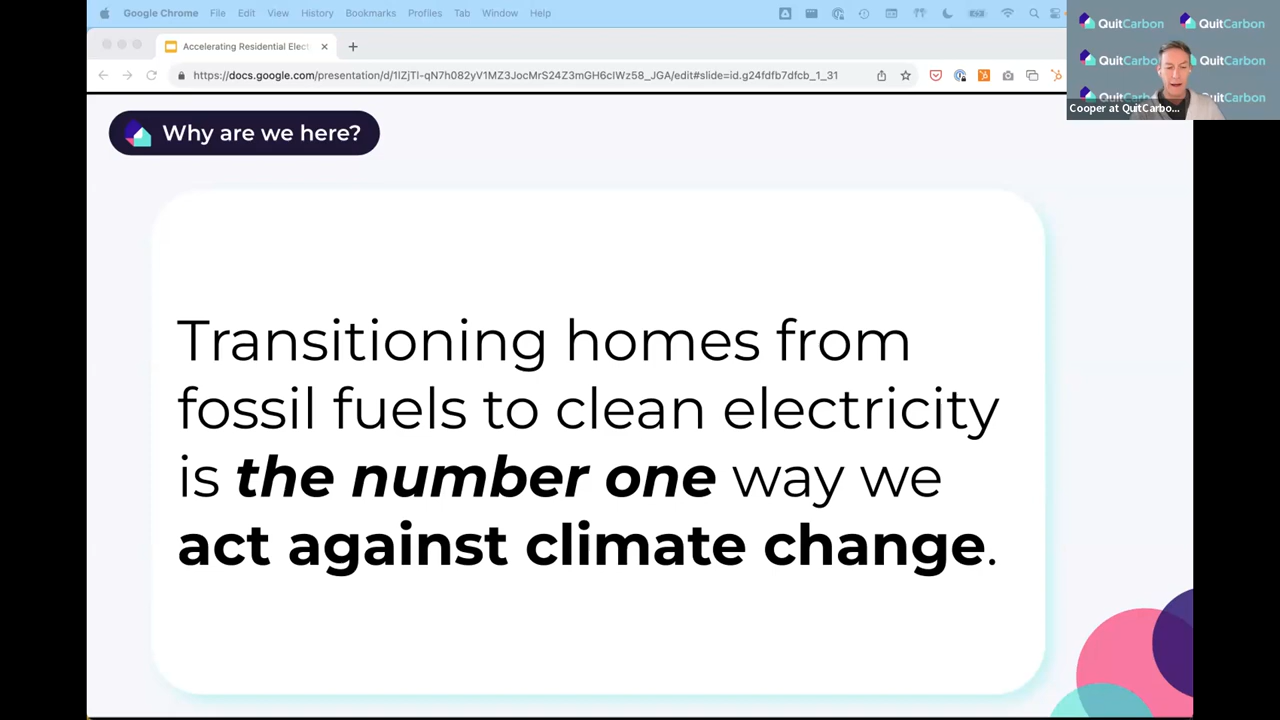 Google Chrome File Edit View History Bookmarks Profiles Tab Window Help
Accelerating Residential Elect
https://docs.google.com/presentation/d/1IZjTI-qN7h082yV1MZ3JocMrS24Z3mGH6cIWz58_JGA/edit#slide=id.g24fdfb7dfcb_1_31
QuitCarbon QuitCarbon
QuitCarbon
QuitCarbon
Cooper at QuitCarbo...
Why are we here?
Transitioning homes from
fossil fuels to clean electricity
is the number one way we
act against climate change.